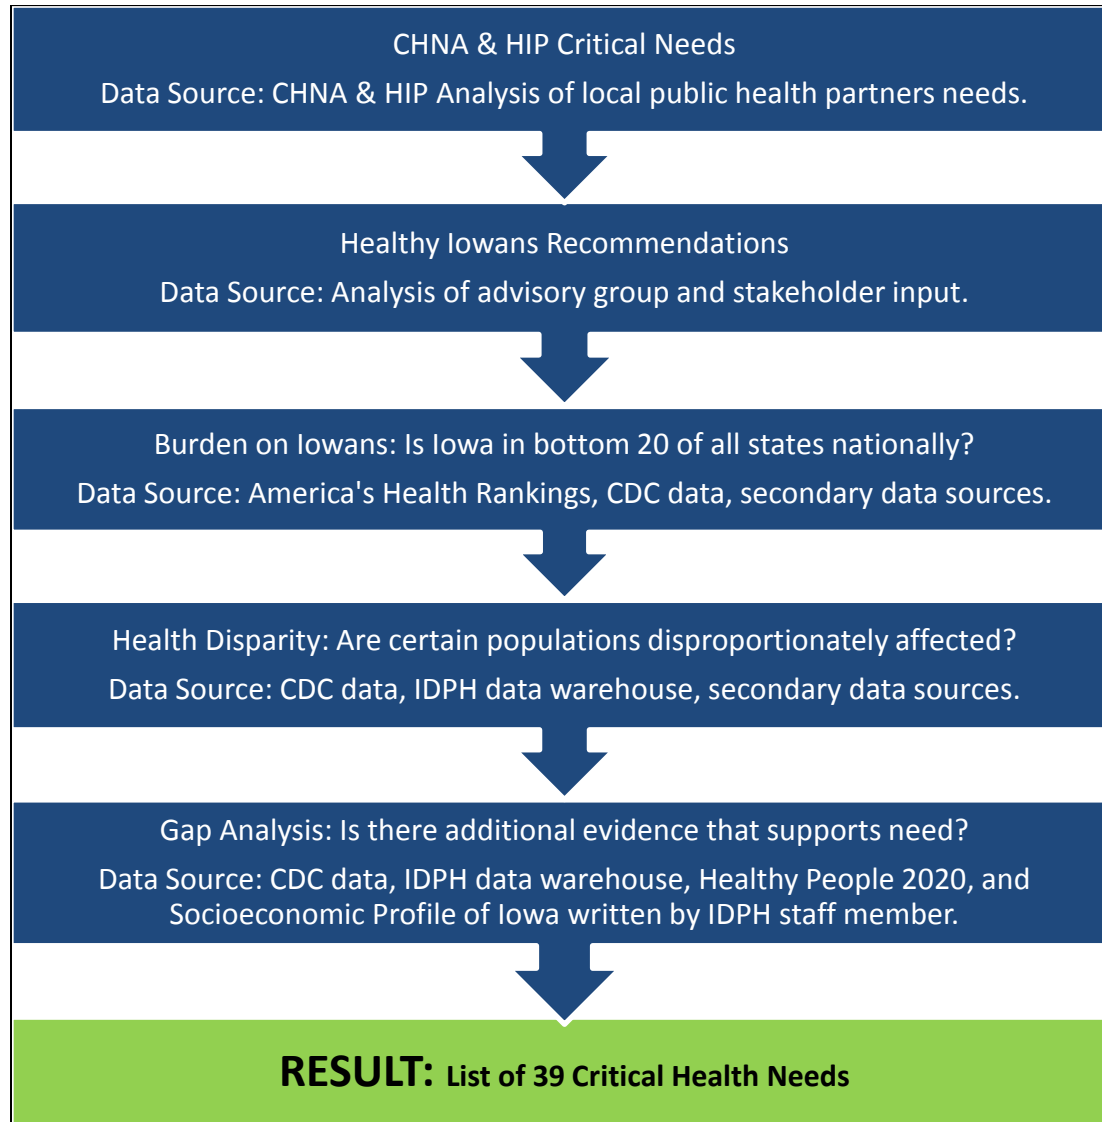 CHNA & HIP Critical Needs
Data Source: CHNA & HIP Analysis of local public health partners needs.
Healthy Iowans Recommendations
Data Source: Analysis of advisory group and stakeholder input.
Burden on Iowans: Is Iowa in bottom 20 of all states nationally?
Data Source: America's Health Rankings, CDC data, secondary data sources.
Health Disparity: Are certain populations disproportionately affected?
Data Source: CDC data, IDPH data warehouse, secondary data sources.
Gap Analysis: Is there additional evidence that supports need?
Data Source: CDC data, IDPH data warehouse, Healthy People 2020, and
Socioeconomic Profile of Iowa written by IDPH staff member.
RESULT: List of 39 Critical Health Needs